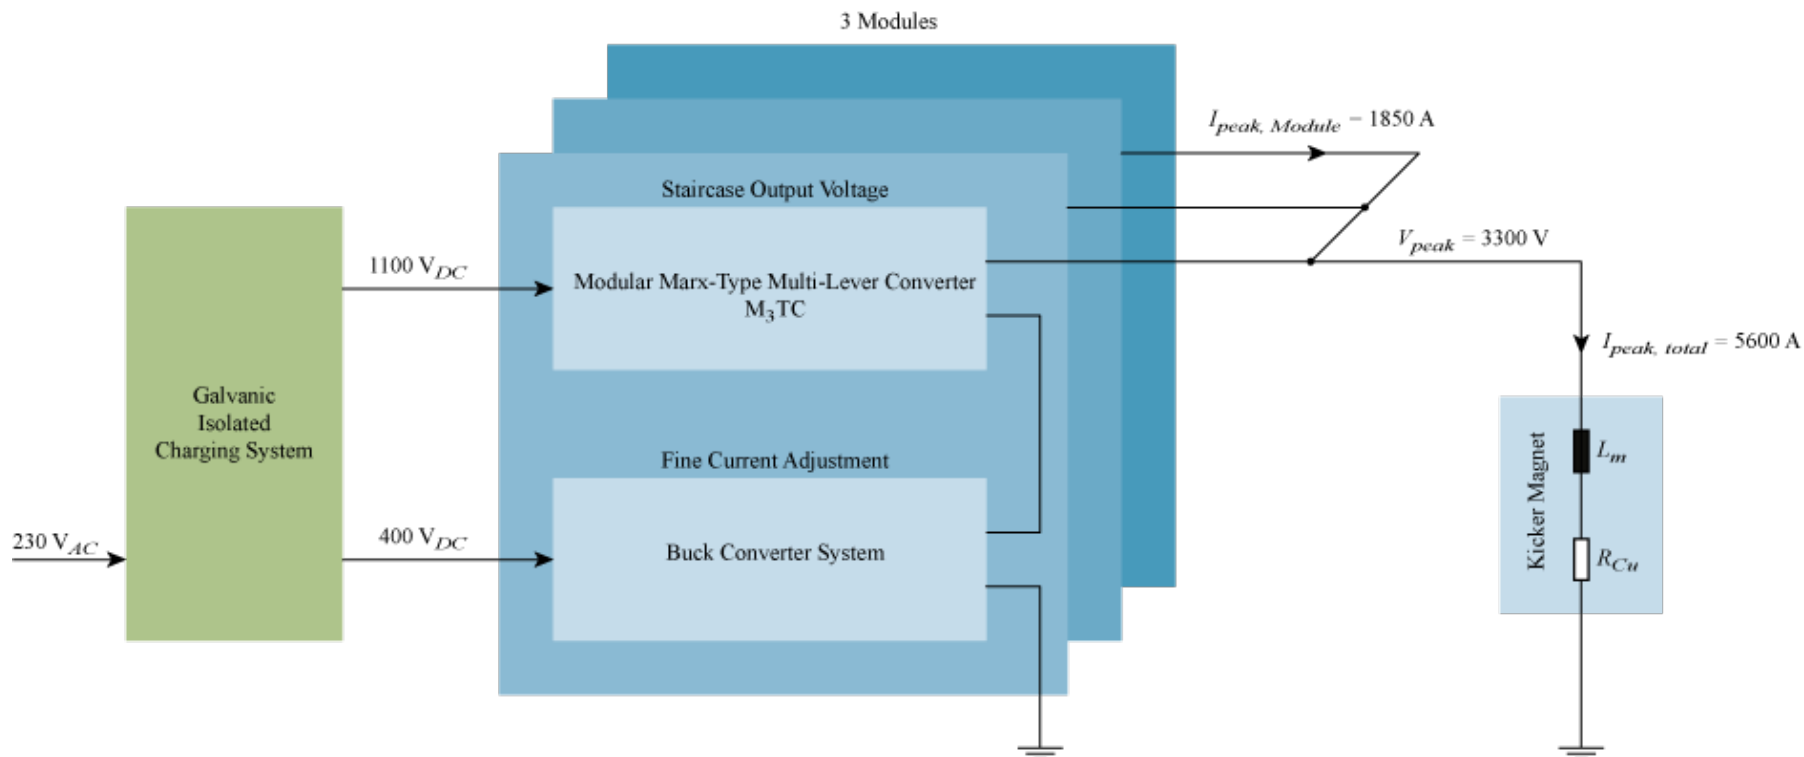 3 Modules
I_peak, Module = 1850 A
Staircase Output Voltage
V_peak = 3300 V
1100 V_DC
Modular Marx-Type Multi-Lever Converter
M₃TC
I_peak, total = 5600 A
Galvanic
Isolated
Charging System
Kicker Magnet
L_m
Fine Current Adjustment
230 V_AC
400 V_DC
Buck Converter System
R_Cu